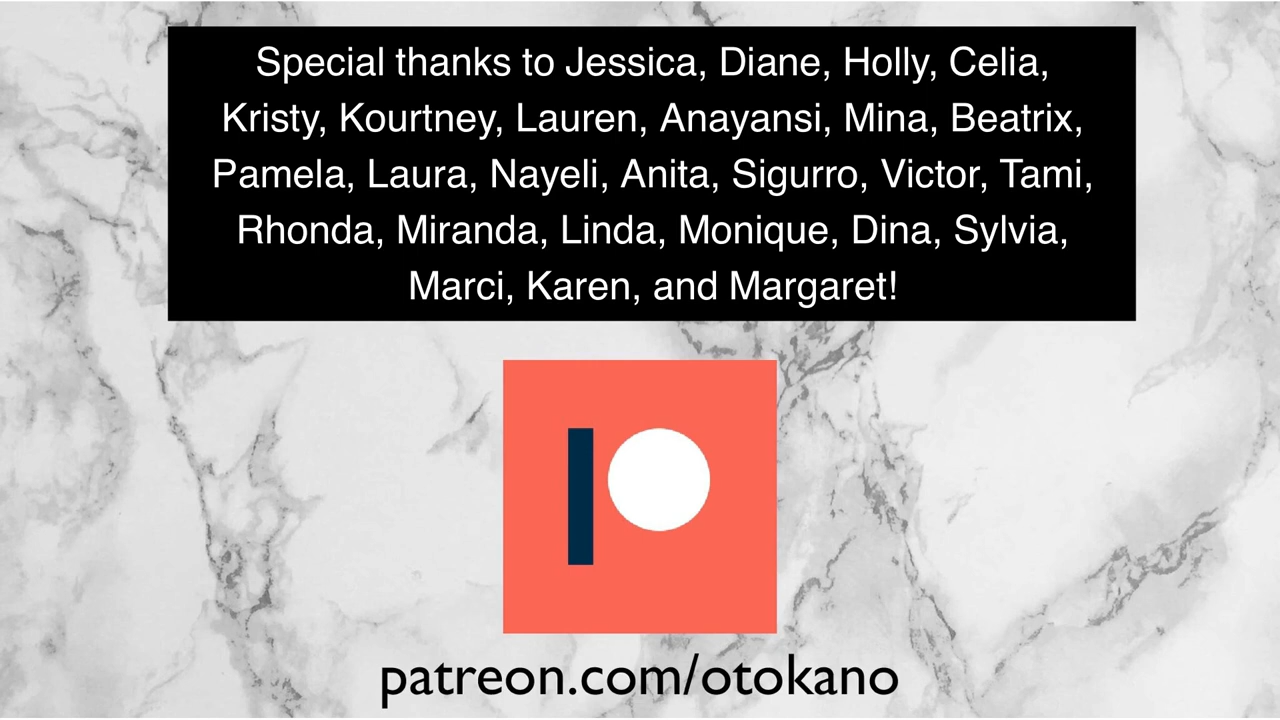 Special thanks to Jessica, Diane, Holly, Celia,
Kristy, Kourtney, Lauren, Anayansi, Mina, Beatrix,
Pamela, Laura, Nayeli, Anita, Sigurro, Victor, Tami,
Rhonda, Miranda, Linda, Monique, Dina, Sylvia,
Marci, Karen, and Margaret!
patreon.com/otokano